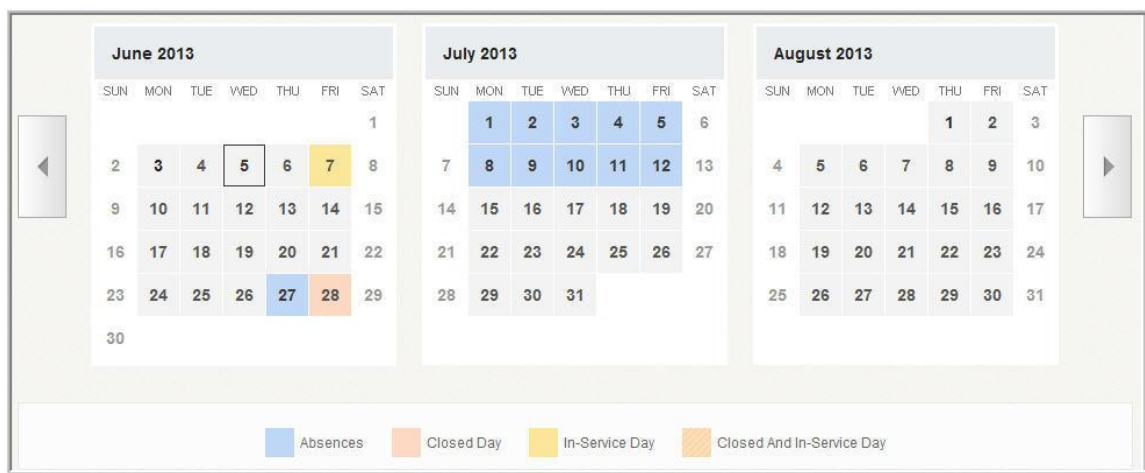 June 2013
SUN MON TUE WED THU FRI SAT
1
2 3 4 5 6 7 8
9 10 11 12 13 14 15
16 17 18 19 20 21 22
23 24 25 26 27 28 29
30
July 2013
SUN MON TUE WED THU FRI SAT
1 2 3 4 5 6
7 8 9 10 11 12 13
14 15 16 17 18 19 20
21 22 23 24 25 26 27
28 29 30 31
August 2013
SUN MON TUE WED THU FRI SAT
1 2 3
4 5 6 7 8 9 10
11 12 13 14 15 16 17
18 19 20 21 22 23 24
25 26 27 28 29 30 31
Absences Closed Day In-Service Day Closed And In-Service Day